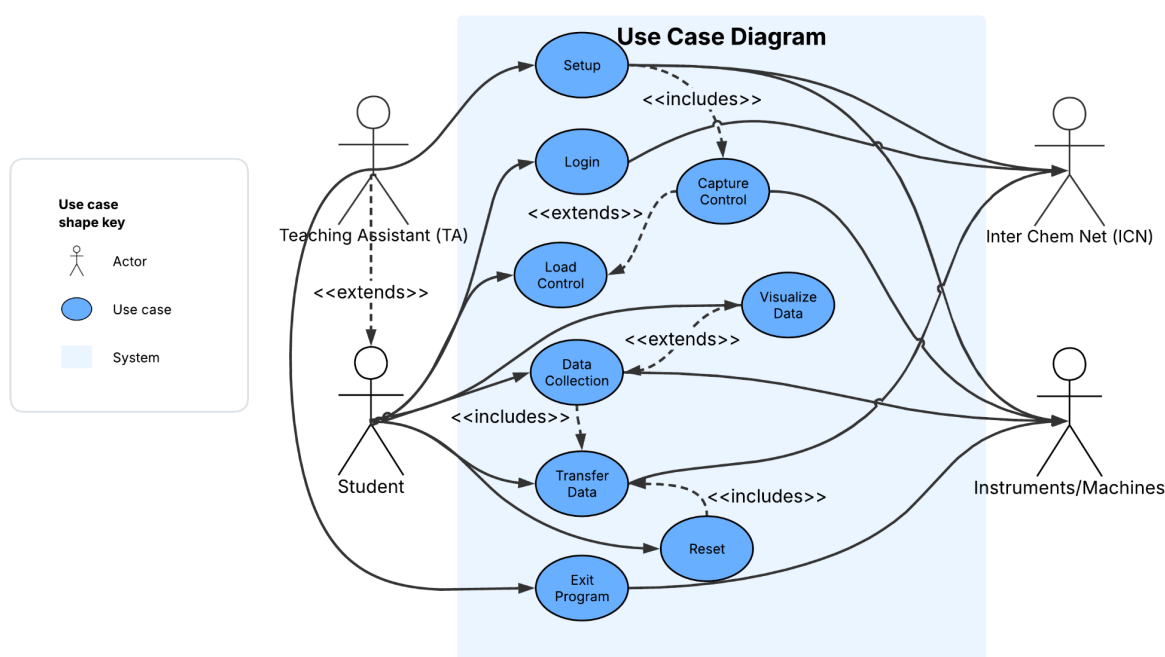 Use Case Diagram
Setup
<<includes>>
Login
Capture
Control
<<extends>>
Teaching Assistant (TA)
Inter Chem Net (ICN)
Use case
shape key
Actor
Use case
System
Load
Control
<<extends>>
Visualize
Data
<<extends>>
Data
Collection
<<includes>>
Student
Transfer
Data
Instruments/Machines
<<includes>>
Reset
Exit
Program